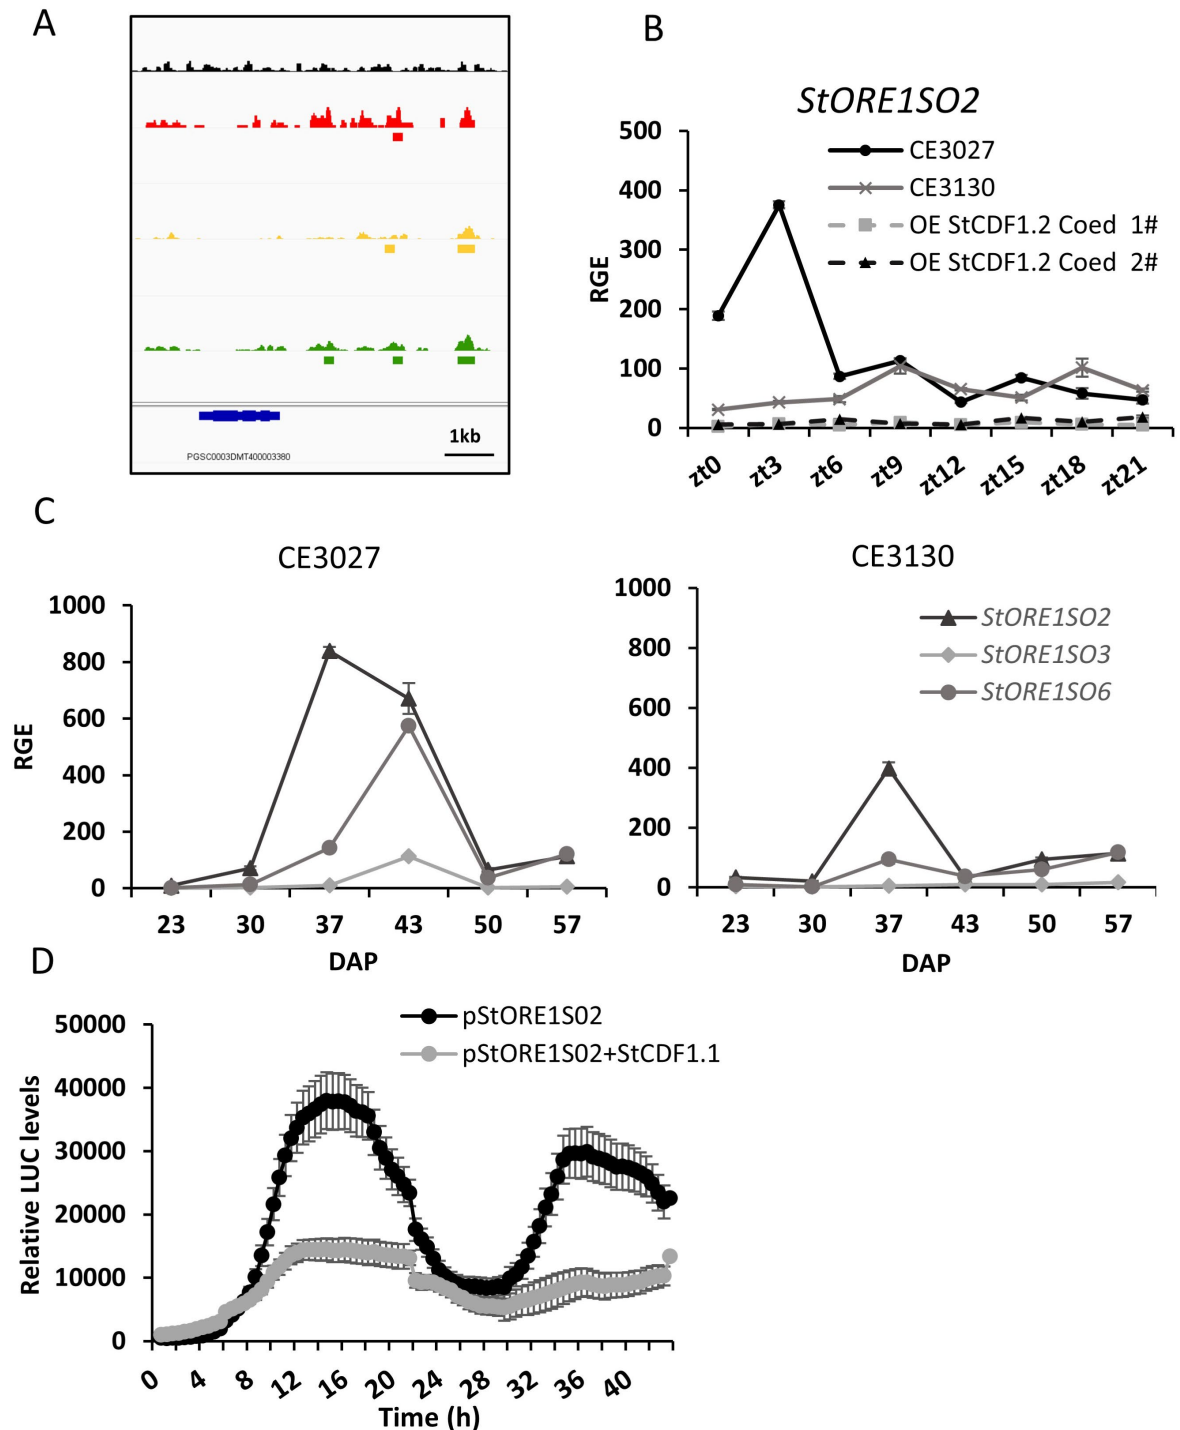 A
1kb
PGSC0003DMT400003380
B
StORE1SO2
500
400
300
200
100
0
RGE
CE3027
CE3130
OE StCDF1.2 Coed 1#
OE StCDF1.2 Coed 2#
zt0 zt3 zt6 zt9 zt12 zt15 zt18 zt21
C
CE3027
1000
800
600
400
200
0
RGE
23 30 37 43 50 57
DAP
CE3130
1000
800
600
400
200
0
StORE1SO2
StORE1SO3
StORE1SO6
23 30 37 43 50 57
DAP
D
pStORE1S02
pStORE1S02+StCDF1.1
50000
40000
30000
20000
10000
0
Relative LUC levels
0 4 8 12 16 20 24 28 32 36 40
Time (h)